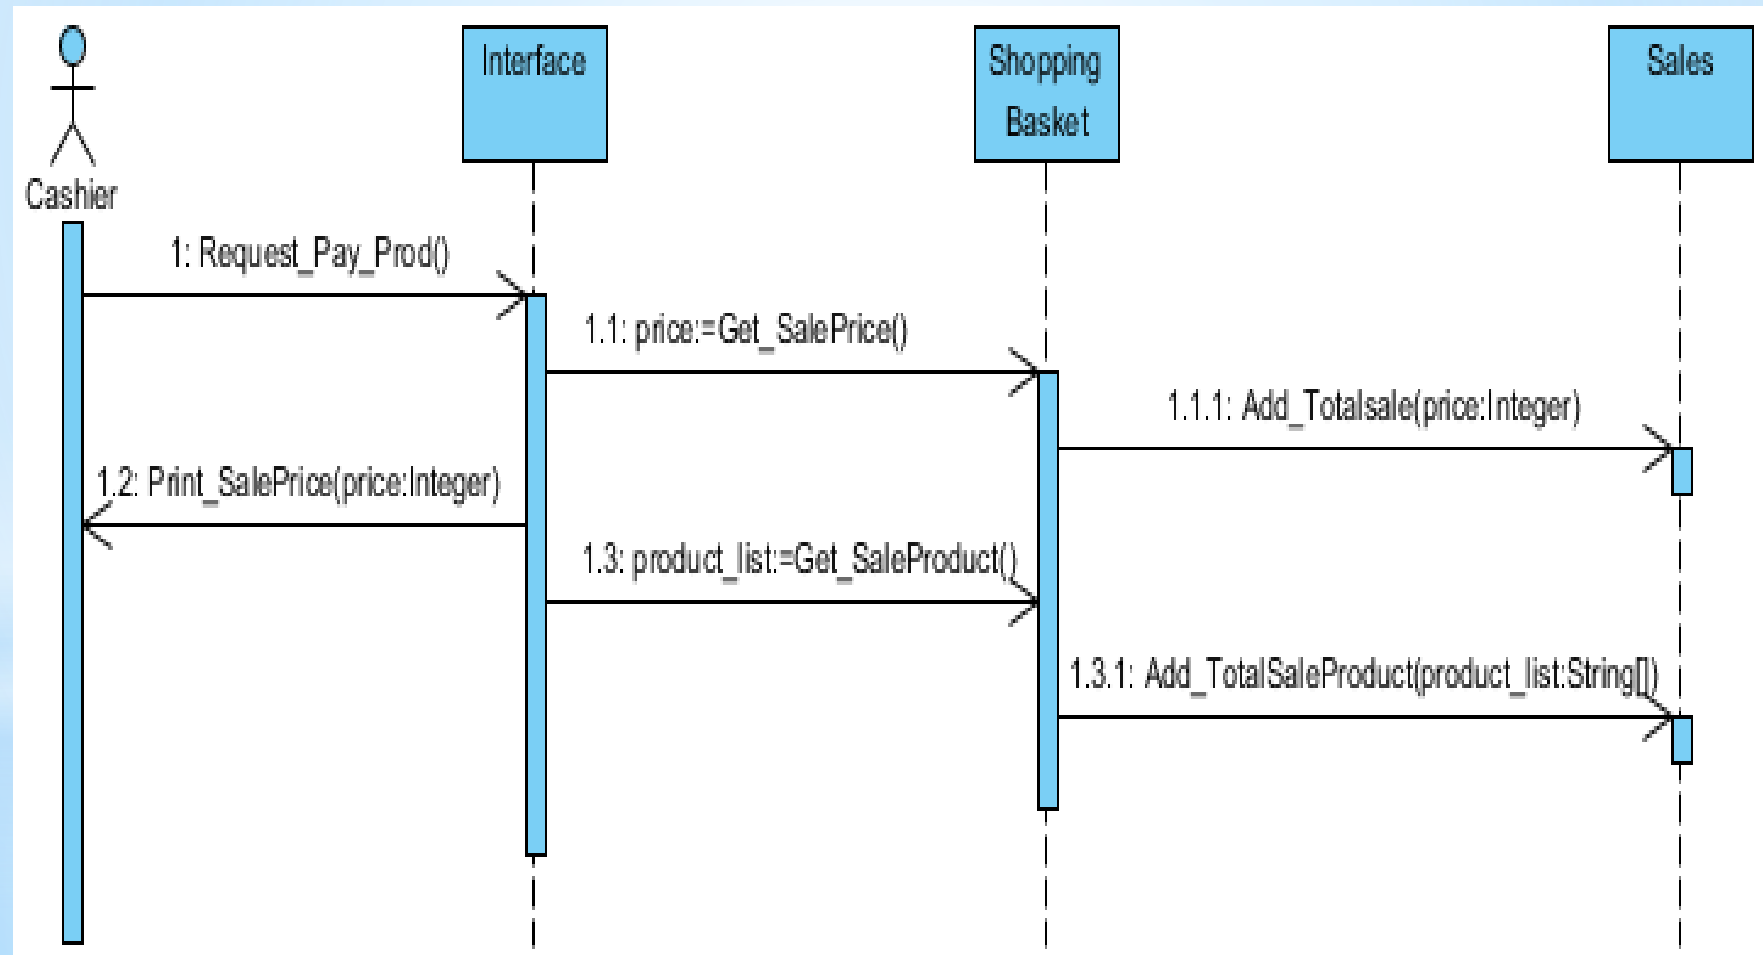 Interface
Shopping
Basket
Sales
Cashier
1: Request_Pay_Prod()
1.1: price:=Get_SalePrice()
1.1.1: Add_Totalsale(price:Integer)
1.2: Print_SalePrice(price:Integer)
1.3: product_list:=Get_SaleProduct()
1.3.1: Add_TotalSaleProduct(product_list:String[])